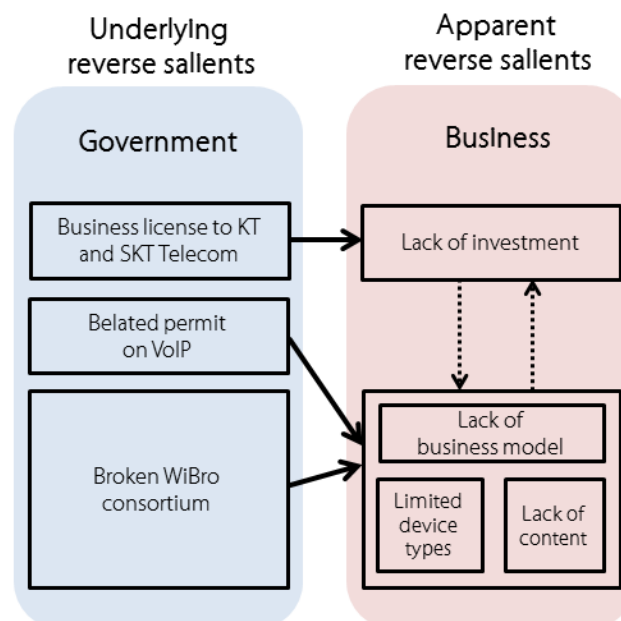 Underlying
reverse sallents
Apparent
reverse sallents
Government
Business
Business license to KT
and SKT Telecom
Lack of investment
Belated permit
on VoIP
Broken WiBro
consortium
Lack of
business model
Limited
device
types
Lack of
content